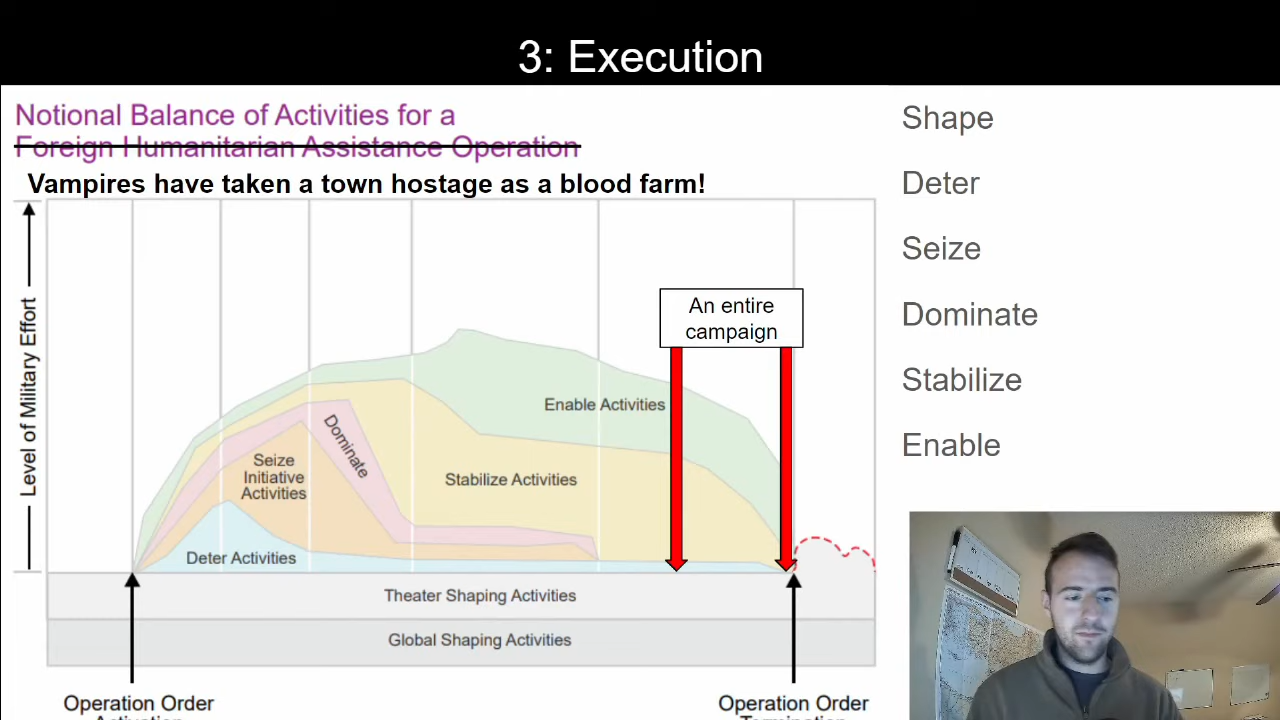 3: Execution
Notional Balance of Activities for a
Foreign Humanitarian Assistance Operation
Vampires have taken a town hostage as a blood farm!
Level of Military Effort
An entire
campaign
Enable Activities
Dominate
Seize
Initiative
Activities
Stabilize Activities
Deter Activities
Theater Shaping Activities
Global Shaping Activities
Operation Order
Activation
Operation Order
Termination
Shape
Deter
Seize
Dominate
Stabilize
Enable